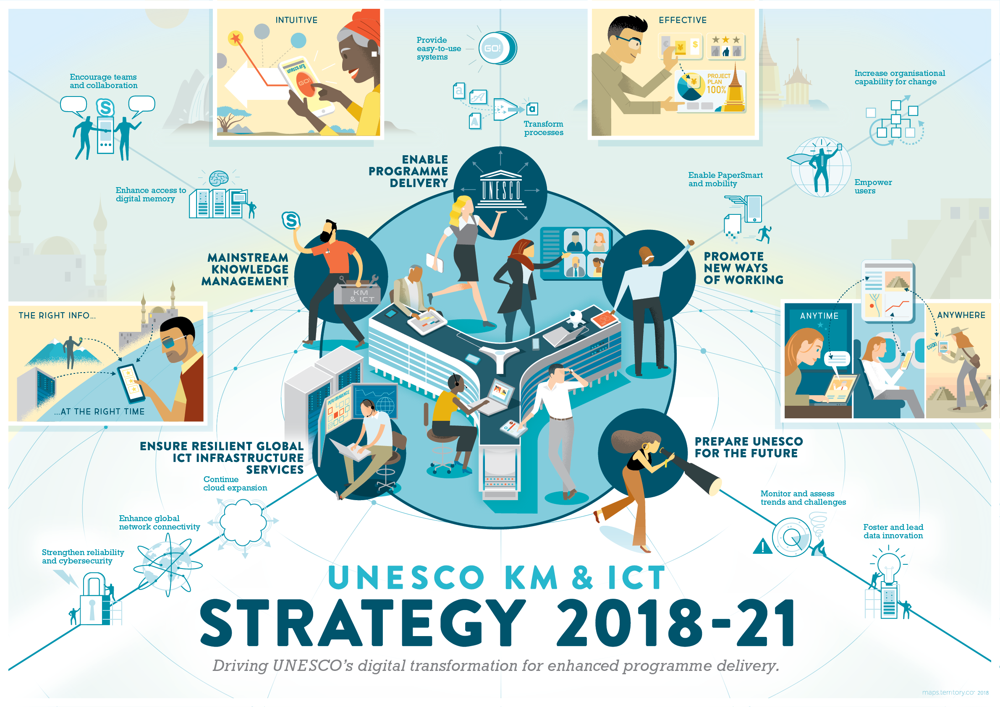 INTUITIVE
unesco.org
GO!
Provide
easy-to-use
systems
GO!
EFFECTIVE
€
¥
$
¥
PROJECT
PLAN
100%
Encourage teams
and collaboration
S
a
A
A
a
Transform
processes
Increase organisational
capability for change
Enhance access to
digital memory
ENABLE
PROGRAMME
DELIVERY
UNESCO
Enable PaperSmart
and mobility
Empower
users
S
MAINSTREAM
KNOWLEDGE
MANAGEMENT
KM
& ICT
PROMOTE
NEW WAYS
OF WORKING
THE RIGHT INFO...
...AT THE RIGHT TIME
ANYTIME
ANYWHERE
CLICK!
PERFORMANCE
ENSURE RESILIENT GLOBAL
ICT INFRASTRUCTURE
SERVICES
PREPARE UNESCO
FOR THE FUTURE
Continue
cloud expansion
Enhance global
network connectivity
Strengthen reliability
and cybersecurity
Monitor and assess
trends and challenges
!
Foster and lead
data innovation
UNESCO KM & ICT
STRATEGY 2018-21
Driving UNESCO's digital transformation for enhanced programme delivery.
maps.territory.co 2018